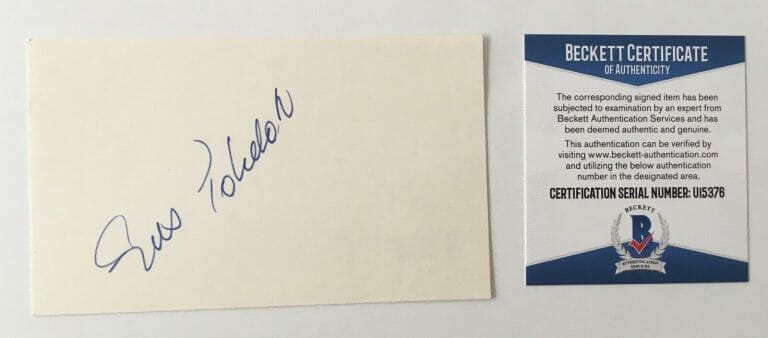 Gus Polidor
BECKETT CERTIFICATE
OF AUTHENTICITY
The corresponding signed item has been
subjected to examination by an expert from
Beckett Authentication Services and has
been deemed authentic and genuine.
This authentication can be verified by
visiting www.beckett-authentication.com
and utilizing the below authentication
number in the designated area.
CERTIFICATION SERIAL NUMBER: U15376
BECKETT
B
AUTHENTICATION
SERVICES